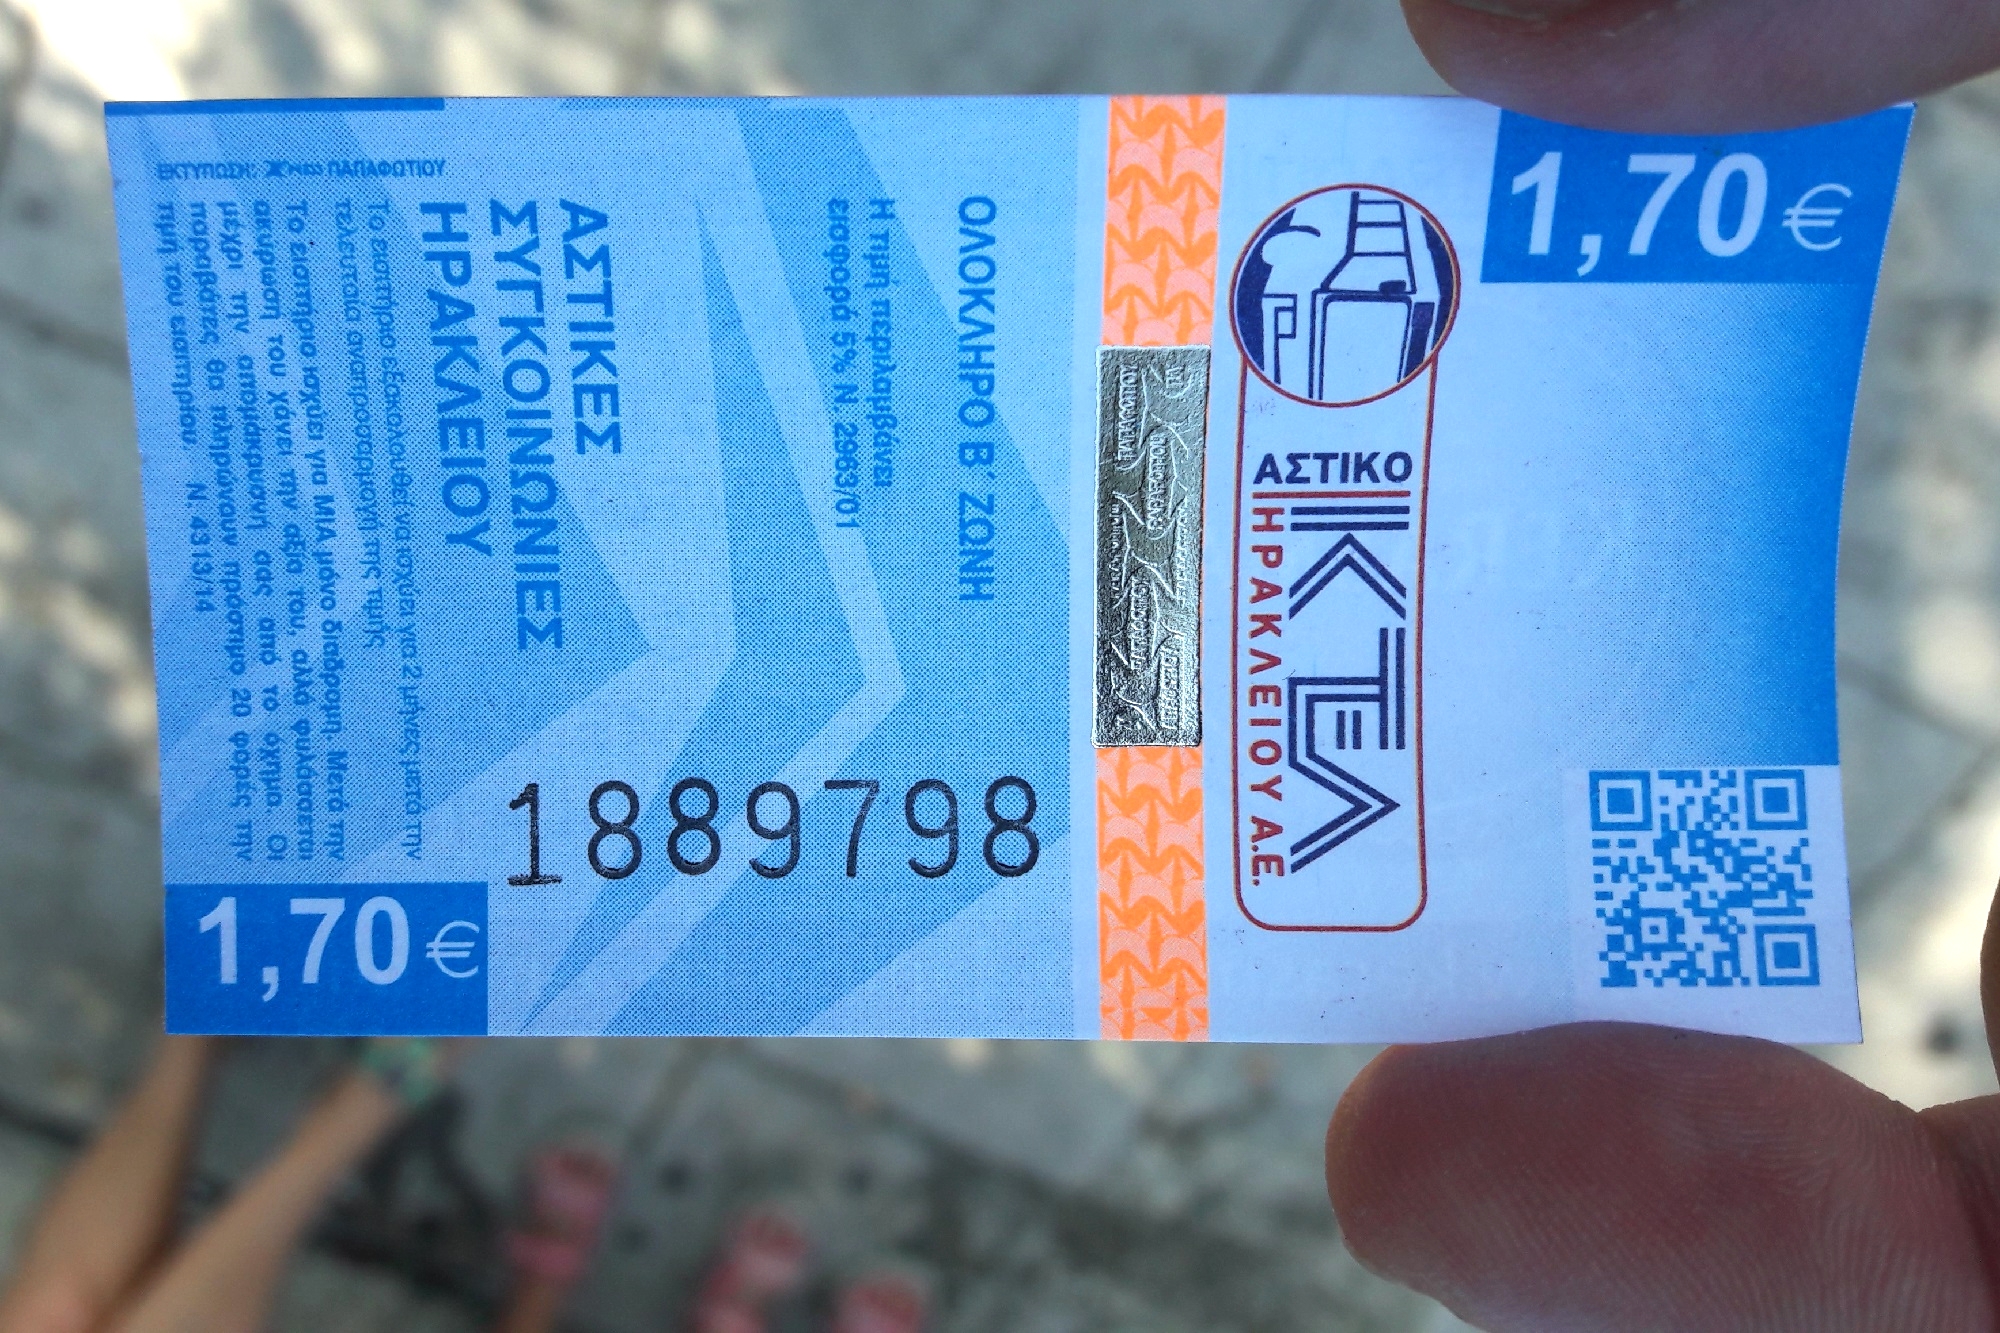 1,70 €
ΑΣΤΙΚΟ
ΚΤΕΛ
ΗΡΑΚΛΕΙΟΥ Α.Ε.
ΟΛΟΚΛΗΡΟ Β΄ ΖΩΝΗ
Η τιμή περιλαμβάνει
εισφορά 5% Ν. 2963/01
ΑΣΤΙΚΕΣ
ΣΥΓΚΟΙΝΩΝΙΕΣ
ΗΡΑΚΛΕΙΟΥ
Το εισιτήριο εξακολουθεί να ισχύει για 2 μήνες μετά την
τελευταία αναπροσαρμογή της τιμής
Το εισιτήριο ισχύει για ΜΙΑ μόνο διαδρομή. Μετά την
ακύρωσή του χάνει την αξία του, αλλά φυλάσσεται
μέχρι την απομάκρυνσή σας από το όχημα. Οι
παραβάτες θα πληρώνουν πρόστιμο 20 φορές την
τιμή του εισιτηρίου Ν. 4313/14
ΕΚΤΥΠΩΣΗ: ΠΑΠΑΦΩΤΙΟΥ
1889798
1,70 €